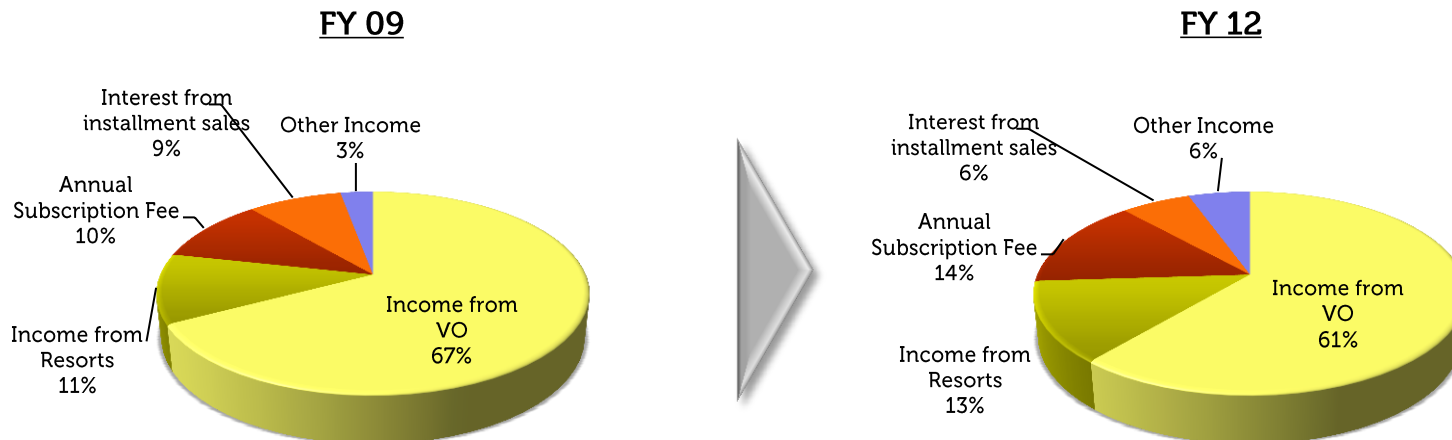 FY 09
Interest from
installment sales
9%
Other Income
3%
Annual
Subscription Fee
10%
Income from
Resorts
11%
Income from
VO
67%
FY 12
Interest from
installment sales
6%
Other Income
6%
Annual
Subscription Fee
14%
Income from
Resorts
13%
Income from
VO
61%